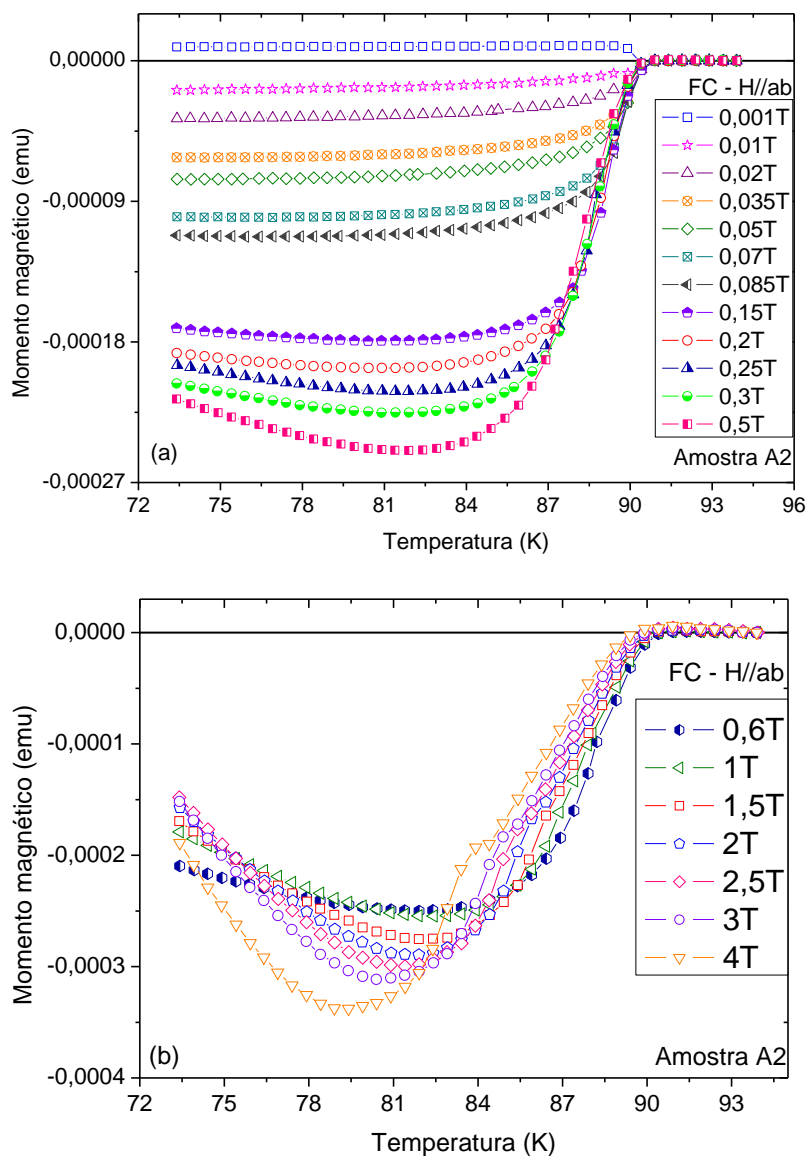 0,00000
-0,00009
-0,00018
-0,00027
Momento magnético (emu)
FC - H//ab
0,001T
0,01T
0,02T
0,035T
0,05T
0,07T
0,085T
0,15T
0,2T
0,25T
0,3T
0,5T
(a)
Amostra A2
72 75 78 81 84 87 90 93 96
Temperatura (K)
0,0000
-0,0001
-0,0002
-0,0003
-0,0004
Momento magnético (emu)
FC - H//ab
0,6T
1T
1,5T
2T
2,5T
3T
4T
(b)
Amostra A2
72 75 78 81 84 87 90 93
Temperatura (K)